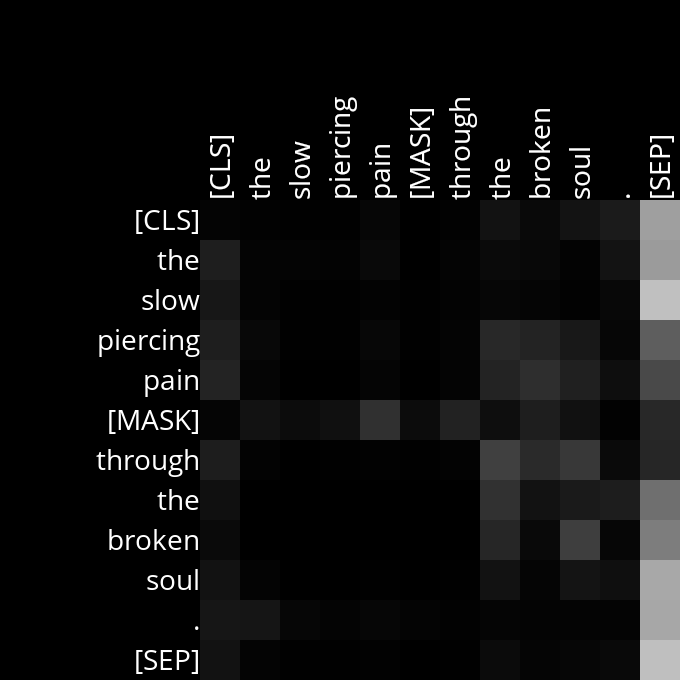 [CLS] the slow piercing pain [MASK] through the broken soul . [SEP]
[CLS]
the
slow
piercing
pain
[MASK]
through
the
broken
soul
.
[SEP]